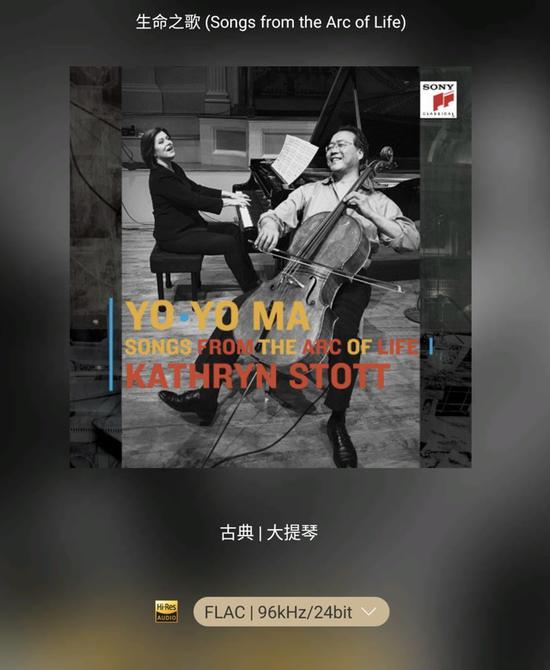 生命之歌 (Songs from the Arc of Life)
SONY
CLASSICAL
YO-YO MA
SONGS FROM THE ARC OF LIFE
KATHRYN STOTT
古典 | 大提琴
Hi-Res
AUDIO
FLAC | 96kHz/24bit